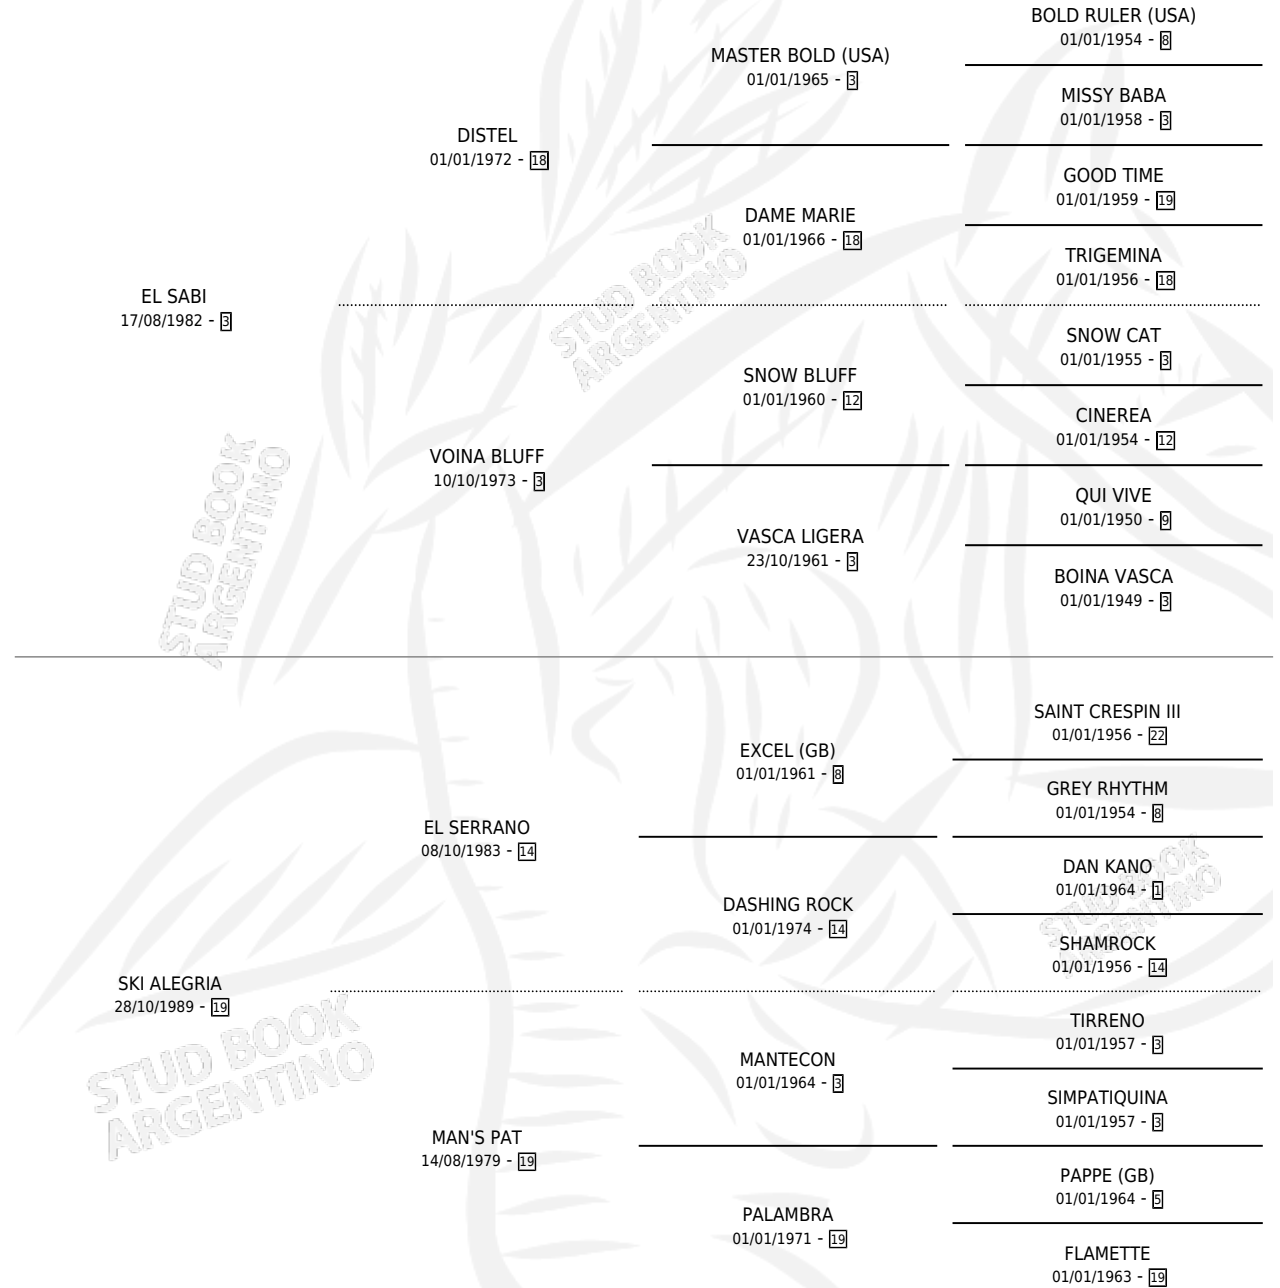 BOLD RULER (USA)
01/01/1954 - 8
MASTER BOLD (USA)
01/01/1965 - 3
MISSY BABA
01/01/1958 - 3
DISTEL
01/01/1972 - 18
GOOD TIME
01/01/1959 - 19
DAME MARIE
01/01/1966 - 18
TRIGEMINA
01/01/1956 - 18
EL SABI
17/08/1982 - 3
SNOW CAT
01/01/1955 - 3
SNOW BLUFF
01/01/1960 - 12
CINEREA
01/01/1954 - 12
VOINA BLUFF
10/10/1973 - 3
QUI VIVE
01/01/1950 - 9
VASCA LIGERA
23/10/1961 - 3
BOINA VASCA
01/01/1949 - 3
STUD BOOK
ARGENTINO
STUD BOOK
ARGENTINO
SAINT CRESPIN III
01/01/1956 - 22
EXCEL (GB)
01/01/1961 - 8
GREY RHYTHM
01/01/1954 - 8
EL SERRANO
08/10/1983 - 14
DAN KANO
01/01/1964 - 1
DASHING ROCK
01/01/1974 - 14
SHAMROCK
01/01/1956 - 14
SKI ALEGRIA
28/10/1989 - 19
TIRRENO
01/01/1957 - 3
MANTECON
01/01/1964 - 3
SIMPATIQUINA
01/01/1957 - 3
MAN'S PAT
14/08/1979 - 19
PAPPE (GB)
01/01/1964 - 5
PALAMBRA
01/01/1971 - 19
FLAMETTE
01/01/1963 - 19
STUD BOOK
ARGENTINO
STUD BOOK
ARGENTINO